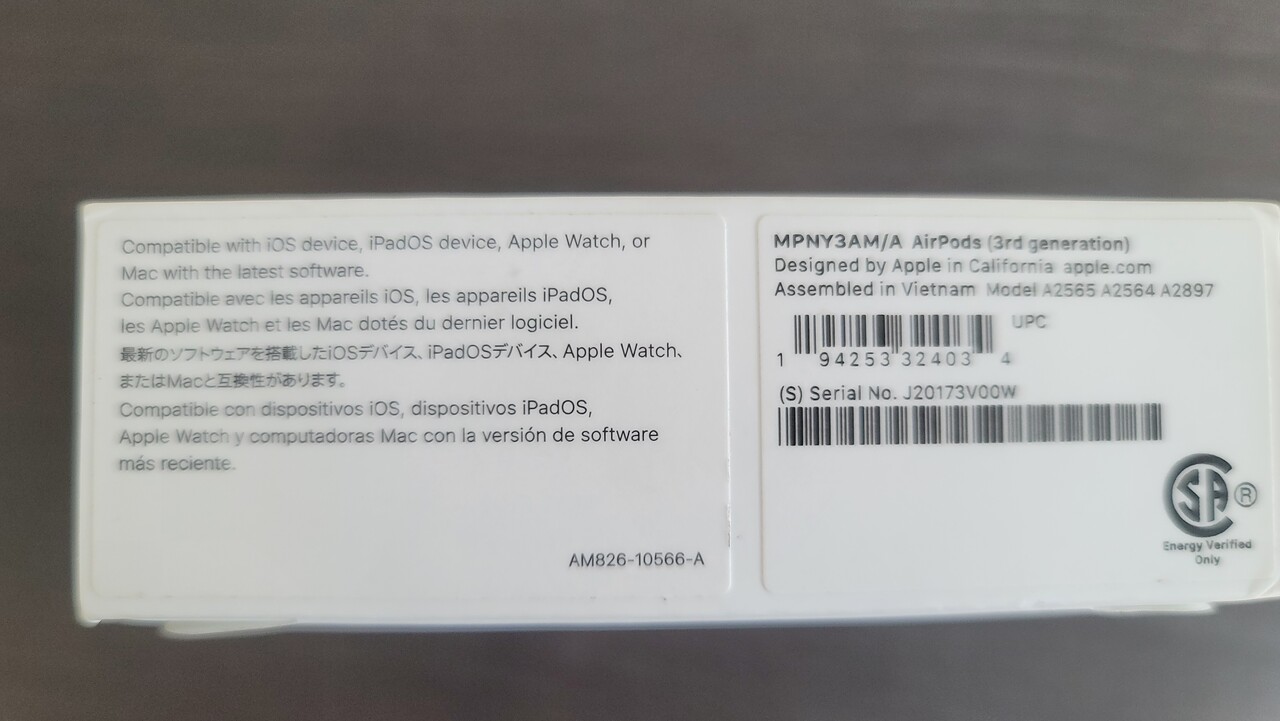 Compatible with iOS device, iPadOS device, Apple Watch, or
Mac with the latest software.
Compatible avec les appareils iOS, les appareils iPadOS,
les Apple Watch et les Mac dotés du dernier logiciel.
最新のソフトウェアを搭載したiOSデバイス、iPadOSデバイス、Apple Watch、
またはMacと互換性があります。
Compatible con dispositivos iOS, dispositivos iPadOS,
Apple Watch y computadoras Mac con la versión de software
más reciente.
AM826-10566-A
MPNY3AM/A AirPods (3rd generation)
Designed by Apple in California apple.com
Assembled in Vietnam Model A2565 A2564 A2897
UPC
1 94253 32403 4
(S) Serial No. J20173V00W
CSA ®
Energy Verified
Only